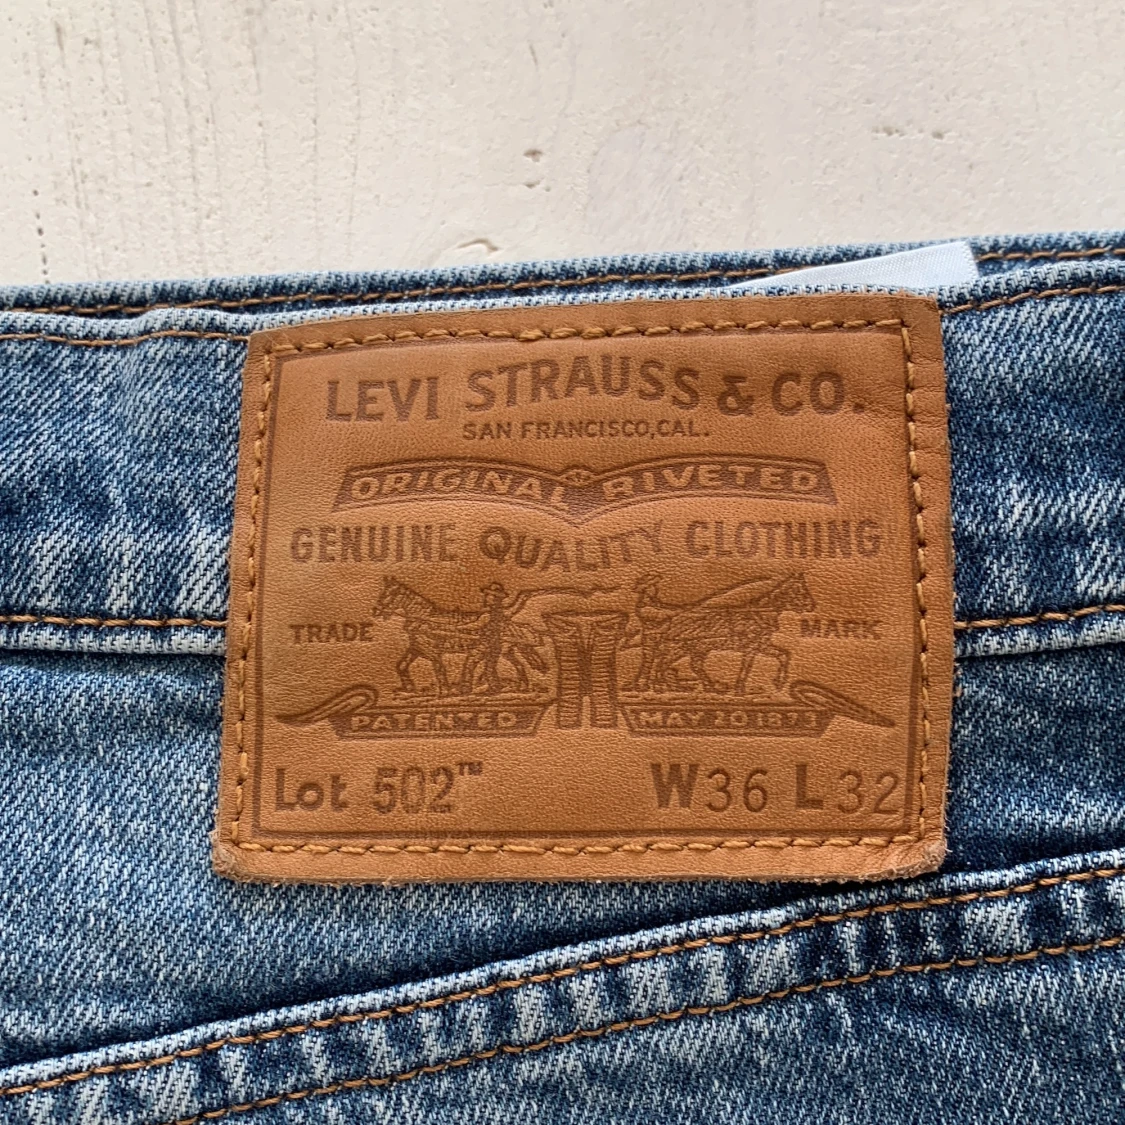 LEVI STRAUSS & CO.
SAN FRANCISCO, CAL.
ORIGINAL RIVETED
GENUINE QUALITY CLOTHING
TRADE MARK
PATENTED MAY 20 1873
Lot 502™ W36 L32